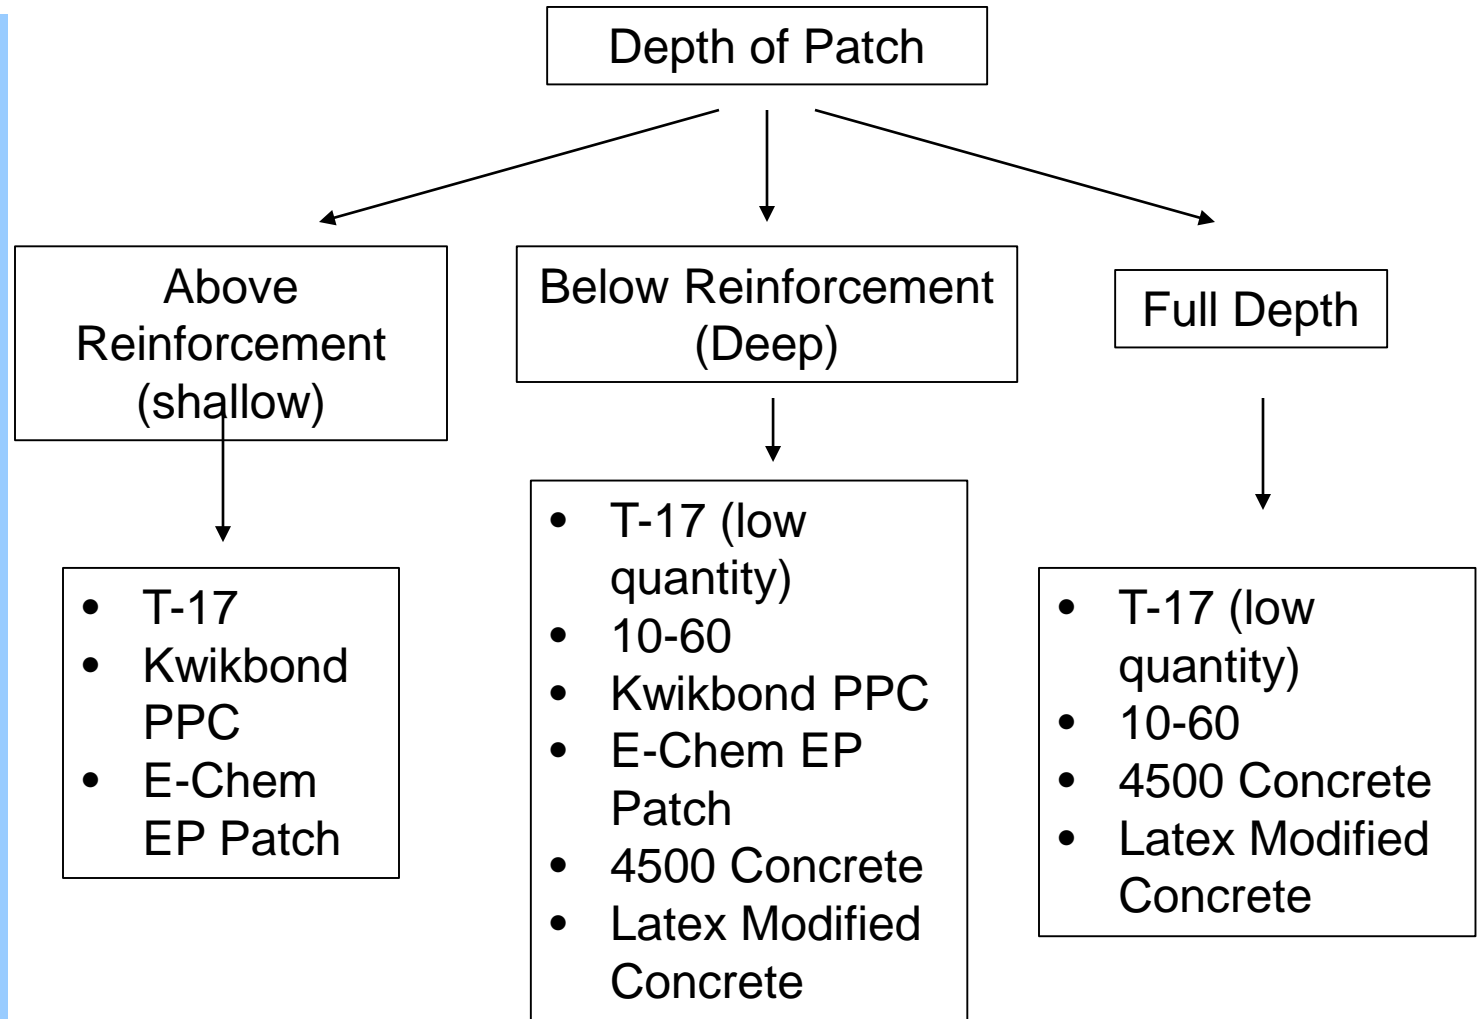 Depth of Patch
Above
Reinforcement
(shallow)
Below Reinforcement
(Deep)
Full Depth
• T-17
• Kwikbond
PPC
• E-Chem
EP Patch
• T-17 (low
quantity)
• 10-60
• Kwikbond PPC
• E-Chem EP
Patch
• 4500 Concrete
• Latex Modified
Concrete
• T-17 (low
quantity)
• 10-60
• 4500 Concrete
• Latex Modified
Concrete